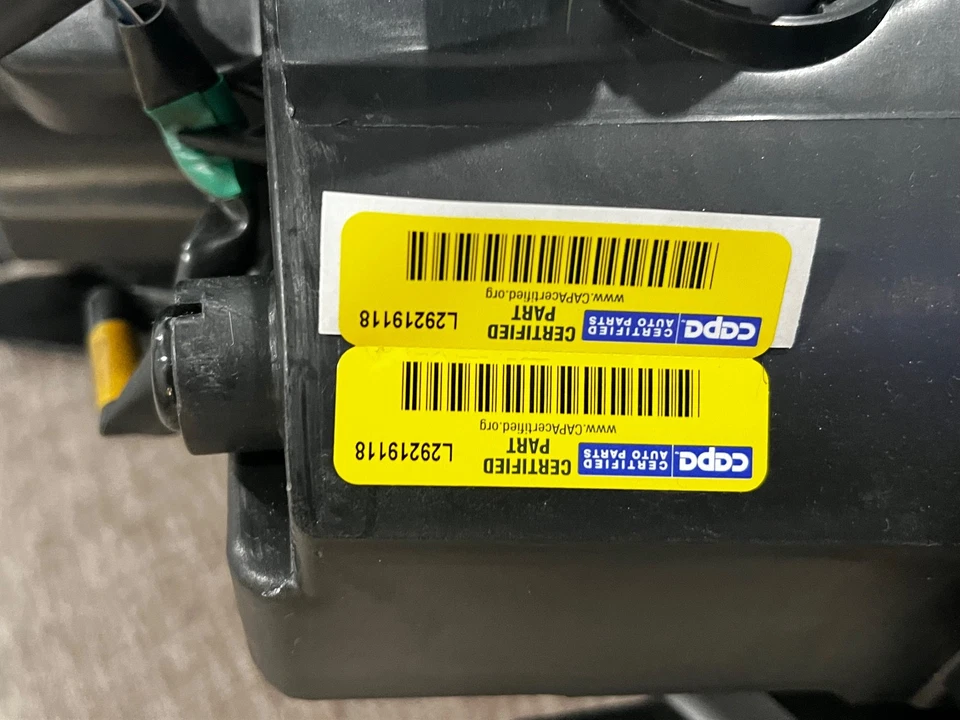 capa CERTIFIED AUTO PARTS
CERTIFIED
PART
L29219118
www.CAPAcertified.org
capa CERTIFIED AUTO PARTS
CERTIFIED
PART
L29219118
www.CAPAcertified.org